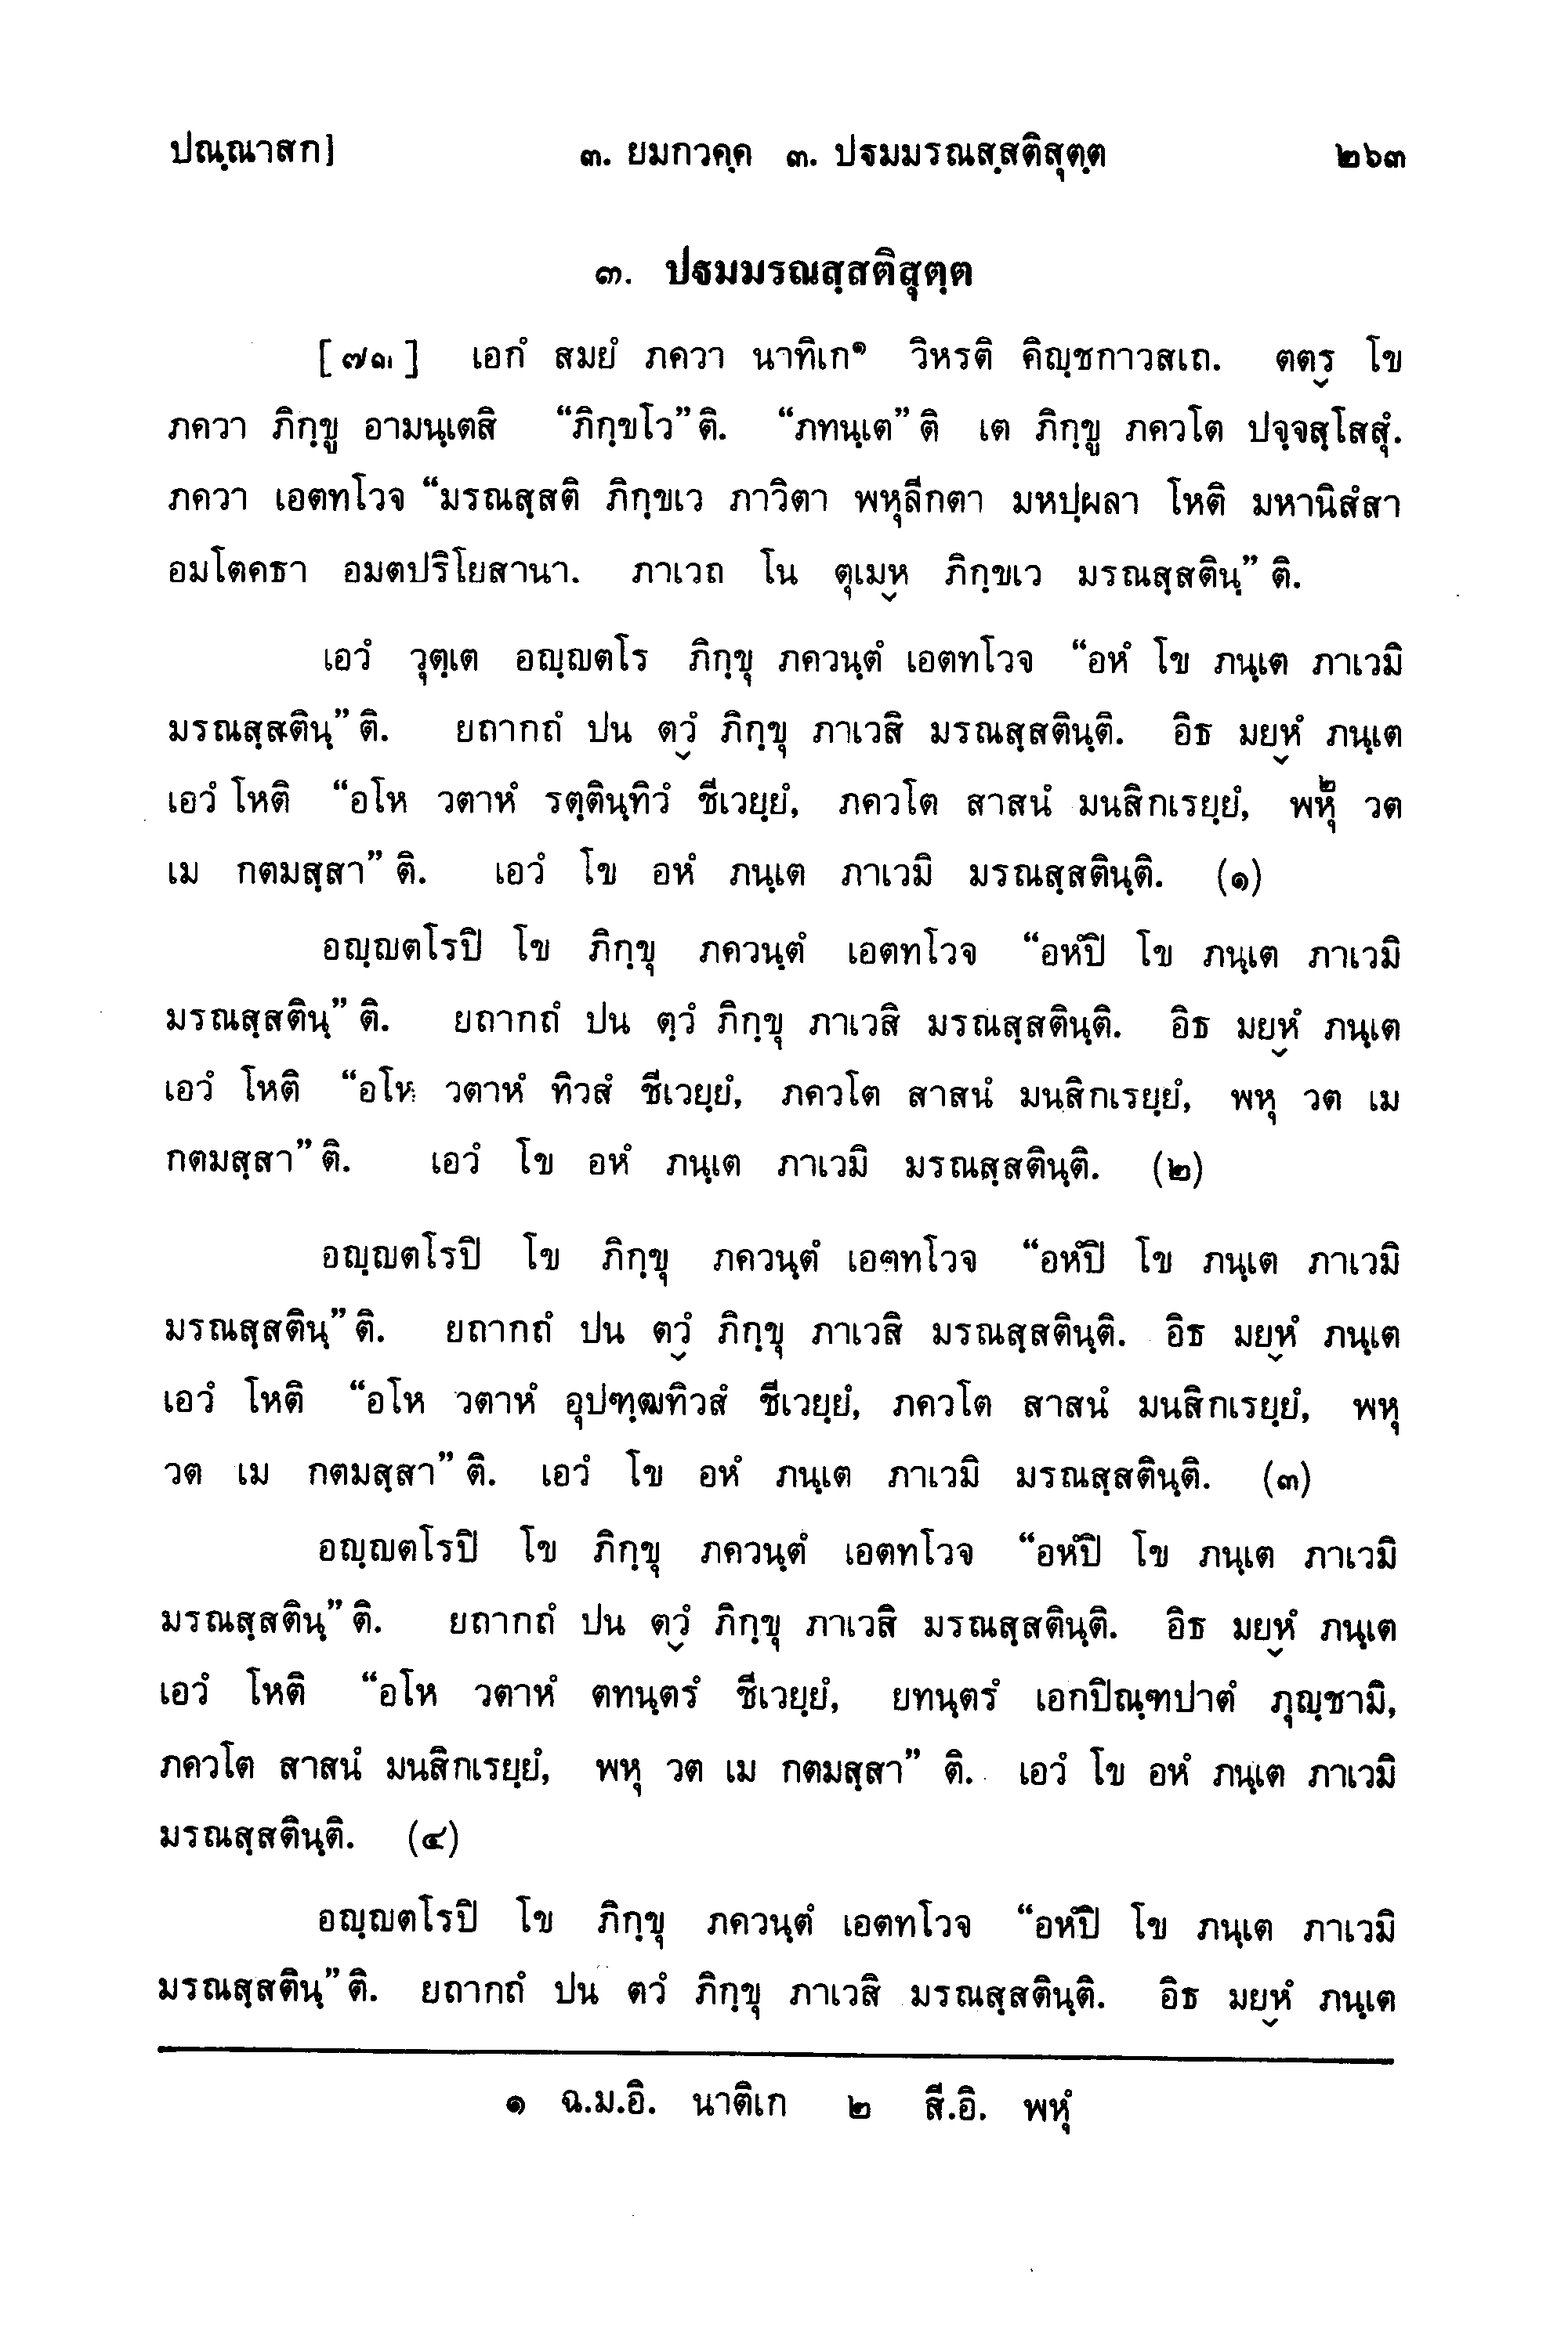 ปณฺณาสก]
๓. ยมกวคฺค ๓. ปฐมมรณสฺสติสุตฺต
๒๖๓
๓. ปฐมมรณสฺสติสุตฺต
[๗๓] เอกํ สมยํ ภควา นาทิเก๑ วิหรติ คิญฺชกาวสเถ. ตต๎ร โข
ภควา ภิกฺขู อามนฺเตสิ “ภิกฺขโว” ติ. “ภทนฺเต” ติ เต ภิกฺขู ภควโต ปจฺจสฺโสสุํ.
ภควา เอตทโวจ “มรณสฺสติ ภิกฺขเว ภาวิตา พหุลีกตา มหปฺผลา โหติ มหานิสํสา
อมโตคธา อมตปริโยสานา. ภาเวถ โน ตุเม๎ห ภิกฺขเว มรณสฺสตินฺ” ติ.
เอวํ วุตฺเต อญฺญตโร ภิกฺขุ ภควนฺตํ เอตทโวจ “อหํ โข ภนฺเต ภาเวมิ
มรณสฺสตินฺ” ติ. ยถากถํ ปน ต๎วํ ภิกฺขุ ภาเวสิ มรณสฺสตินฺติ. อิธ มย๎หํ ภนฺเต
เอวํ โหติ “อโห วตาหํ รตฺตินฺทิวํ ชีเวยฺยํ, ภควโต สาสนํ มนสิกเรยฺยํ, พหุํ๒ วต
เม กตมสฺสา” ติ. เอวํ โข อหํ ภนฺเต ภาเวมิ มรณสฺสตินฺติ. (๑)
อญฺญตโรปิ โข ภิกฺขุ ภควนฺตํ เอตทโวจ “อหํปิ โข ภนฺเต ภาเวมิ
มรณสฺสตินฺ” ติ. ยถากถํ ปน ตฺวํ ภิกฺขุ ภาเวสิ มรณสฺสตินฺติ. อิธ มย๎หํ ภนฺเต
เอวํ โหติ “อโห วตาหํ ทิวสํ ชีเวยฺยํ, ภควโต สาสนํ มนสิกเรยฺยํ, พหุ วต เม
กตมสฺสา” ติ. เอวํ โข อหํ ภนฺเต ภาเวมิ มรณสฺสตินฺติ. (๒)
อญฺญตโรปิ โข ภิกฺขุ ภควนฺตํ เอตทโวจ “อหํปิ โข ภนฺเต ภาเวมิ
มรณสฺสตินฺ” ติ. ยถากถํ ปน ต๎วํ ภิกฺขุ ภาเวสิ มรณสฺสตินฺติ. อิธ มย๎หํ ภนฺเต
เอวํ โหติ “อโห วตาหํ อุปฑฺฒทิวสํ ชีเวยฺยํ, ภควโต สาสนํ มนสิกเรยฺยํ, พหุ
วต เม กตมสฺสา” ติ. เอวํ โข อหํ ภนฺเต ภาเวมิ มรณสฺสตินฺติ. (๓)
อญฺญตโรปิ โข ภิกฺขุ ภควนฺตํ เอตทโวจ “อหํปิ โข ภนฺเต ภาเวมิ
มรณสฺสตินฺ” ติ. ยถากถํ ปน ต๎วํ ภิกฺขุ ภาเวสิ มรณสฺสตินฺติ. อิธ มย๎หํ ภนฺเต
เอวํ โหติ “อโห วตาหํ ตทนฺตรํ ชีเวยฺยํ, ยทนฺตรํ เอกปิณฺฑปาตํ ภุญฺชามิ,
ภควโต สาสนํ มนสิกเรยฺยํ, พหุ วต เม กตมสฺสา” ติ. เอวํ โข อหํ ภนฺเต ภาเวมิ
มรณสฺสตินฺติ. (๔)
อญฺญตโรปิ โข ภิกฺขุ ภควนฺตํ เอตทโวจ “อหํปิ โข ภนฺเต ภาเวมิ
มรณสฺสตินฺ” ติ. ยถากถํ ปน ตวํ ภิกฺขุ ภาเวสิ มรณสฺสตินฺติ. อิธ มย๎หํ ภนฺเต
๑ ฉ.ม.อิ. นาติเก ๒ สี.อิ. พหุํ